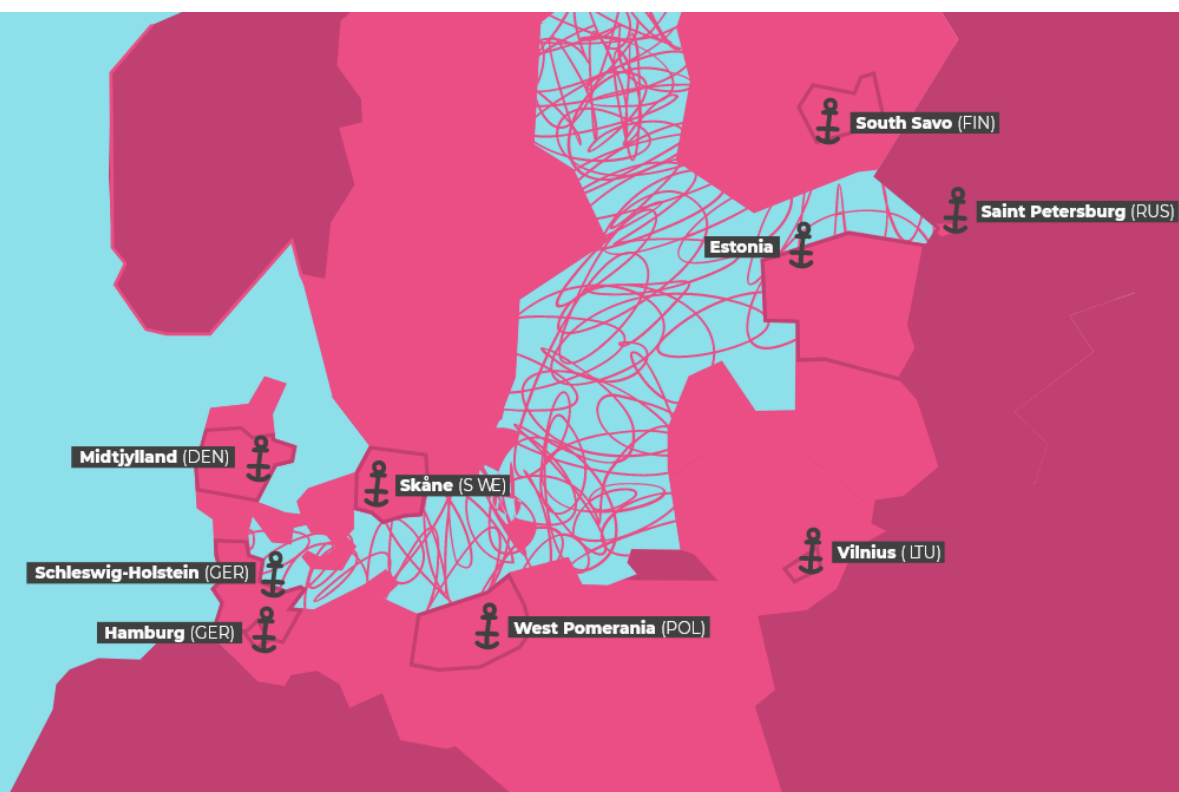 South Savo (FIN)
Saint Petersburg (RUS)
Estonia
Midtjylland (DEN)
Skåne (S WE)
Vilnius ( LTU)
Schleswig-Holstein (GER)
Hamburg (GER)
West Pomerania (POL)